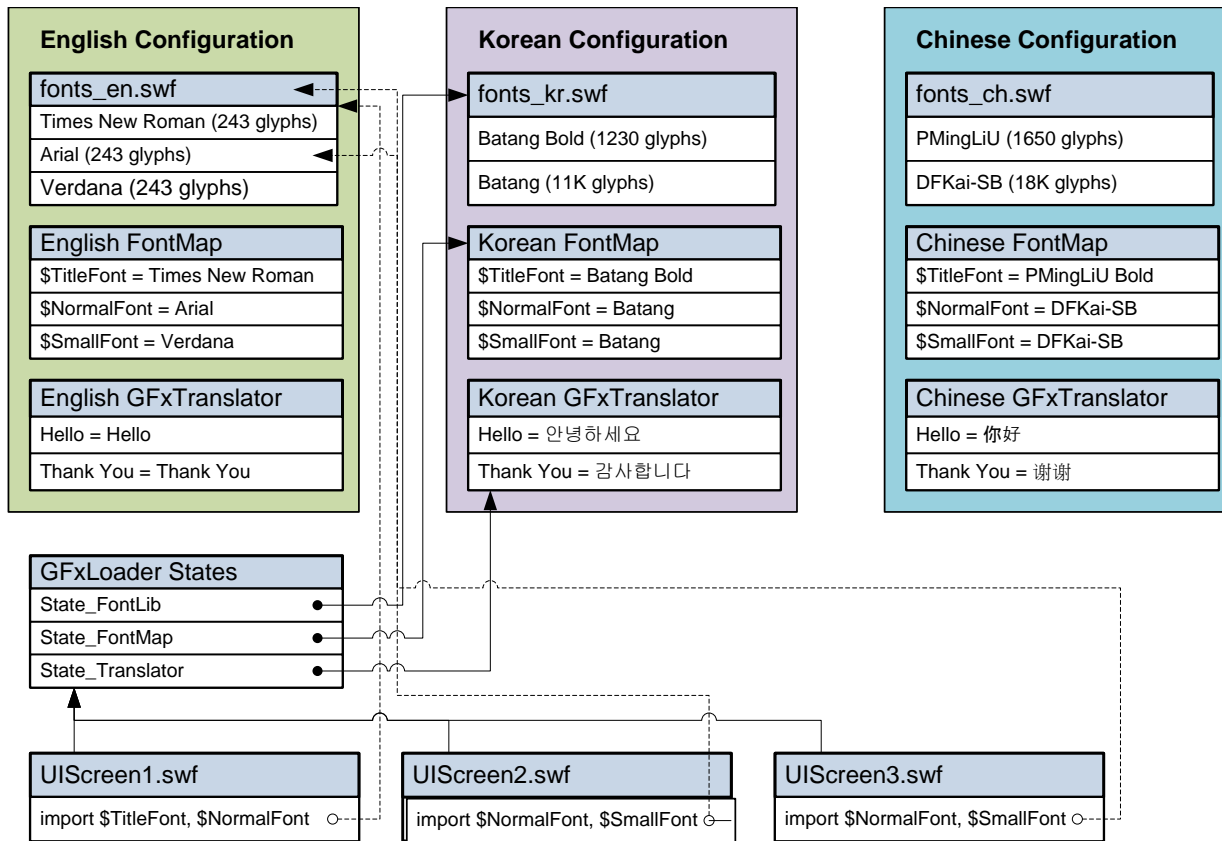 English Configuration
fonts_en.swf
Times New Roman (243 glyphs)
Arial (243 glyphs)
Verdana (243 glyphs)
English FontMap
$TitleFont = Times New Roman
$NormalFont = Arial
$SmallFont = Verdana
English GFxTranslator
Hello = Hello
Thank You = Thank You
Korean Configuration
fonts_kr.swf
Batang Bold (1230 glyphs)
Batang (11K glyphs)
Korean FontMap
$TitleFont = Batang Bold
$NormalFont = Batang
$SmallFont = Batang
Korean GFxTranslator
Hello = 안녕하세요
Thank You = 감사합니다
Chinese Configuration
fonts_ch.swf
PMingLiU (1650 glyphs)
DFKai-SB (18K glyphs)
Chinese FontMap
$TitleFont = PMingLiU Bold
$NormalFont = DFKai-SB
$SmallFont = DFKai-SB
Chinese GFxTranslator
Hello = 你好
Thank You = 谢谢
GFxLoader States
State_FontLib
State_FontMap
State_Translator
UIScreen1.swf
import $TitleFont, $NormalFont
UIScreen2.swf
import $NormalFont, $SmallFont
UIScreen3.swf
import $NormalFont, $SmallFont